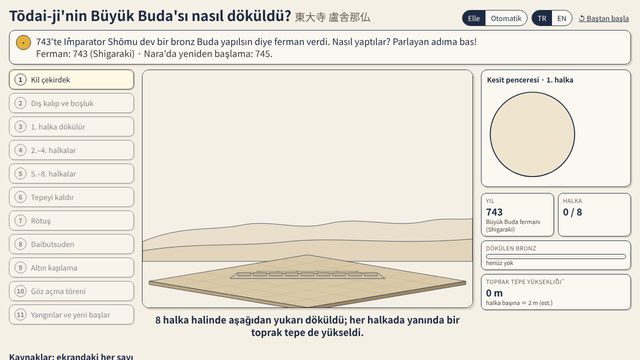 Tōdai-ji'nin Büyük Buda'sı nasıl döküldü? 東大寺 盧舎那仏
Elle Otomatik TR EN ↺ Baştan başla
743'te İmparator Shōmu dev bir bronz Buda yapılsın diye ferman verdi. Nasıl yaptılar? Parlayan adıma bas!
Ferman: 743 (Shigaraki) · Nara'da yeniden başlama: 745.
1 Kil çekirdek
2 Dış kalıp ve boşluk
3 1. halka dökülür
4 2.–4. halkalar
5 5.–8. halkalar
6 Tepeyi kaldır
7 Rötuş
8 Daibutsuden
9 Altın kaplama
10 Göz açma töreni
11 Yangınlar ve yeni başlar
8 halka halinde aşağıdan yukarı döküldü; her halkada yanında bir
toprak tepe de yükseldi.
Kesit penceresi · 1. halka
YIL
743
Büyük Buda fermanı
(Shigaraki)
HALKA
0 / 8
DÖKÜLEN BRONZ
henüz yok
TOPRAK TEPE YÜKSEKLİĞİ*
0 m
halka başına ≈ 2 m (est.)
Kaynaklar: ekrandaki her sayı